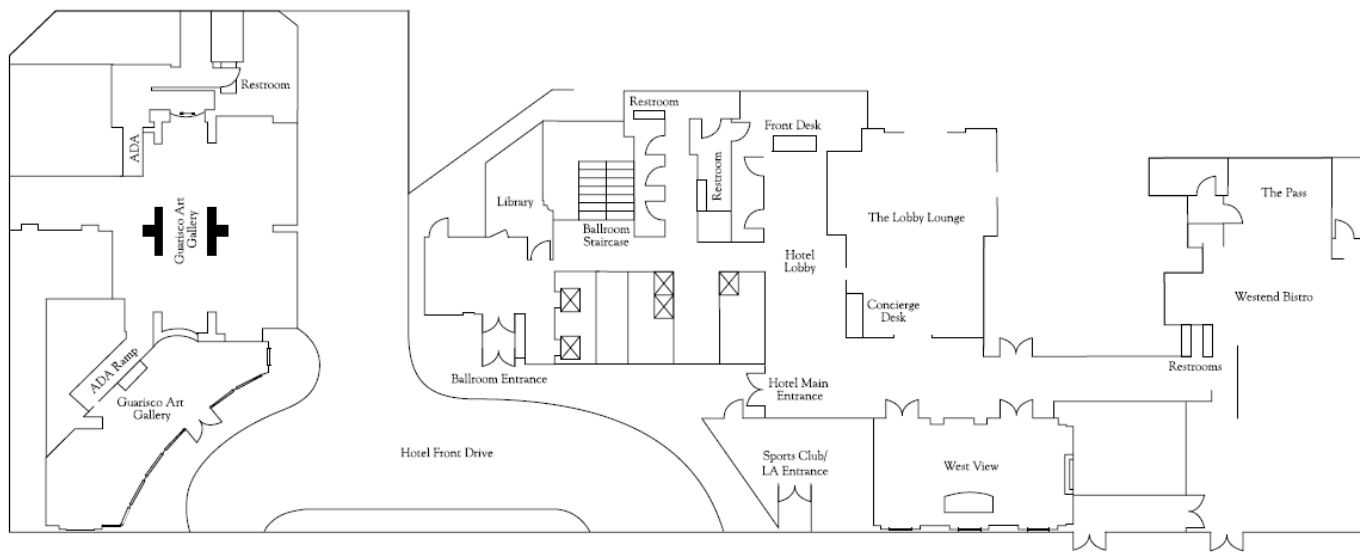 Restroom
ADA
Guarisco Art
Gallery
ADA Ramp
Guarisco Art
Gallery
Hotel Front Drive
Restroom
Front Desk
Restroom
Library
Ballroom
Staircase
The Lobby Lounge
Hotel
Lobby
Concierge
Desk
Ballroom Entrance
Hotel Main
Entrance
Sports Club/
LA Entrance
West View
The Pass
Westend Bistro
Restrooms